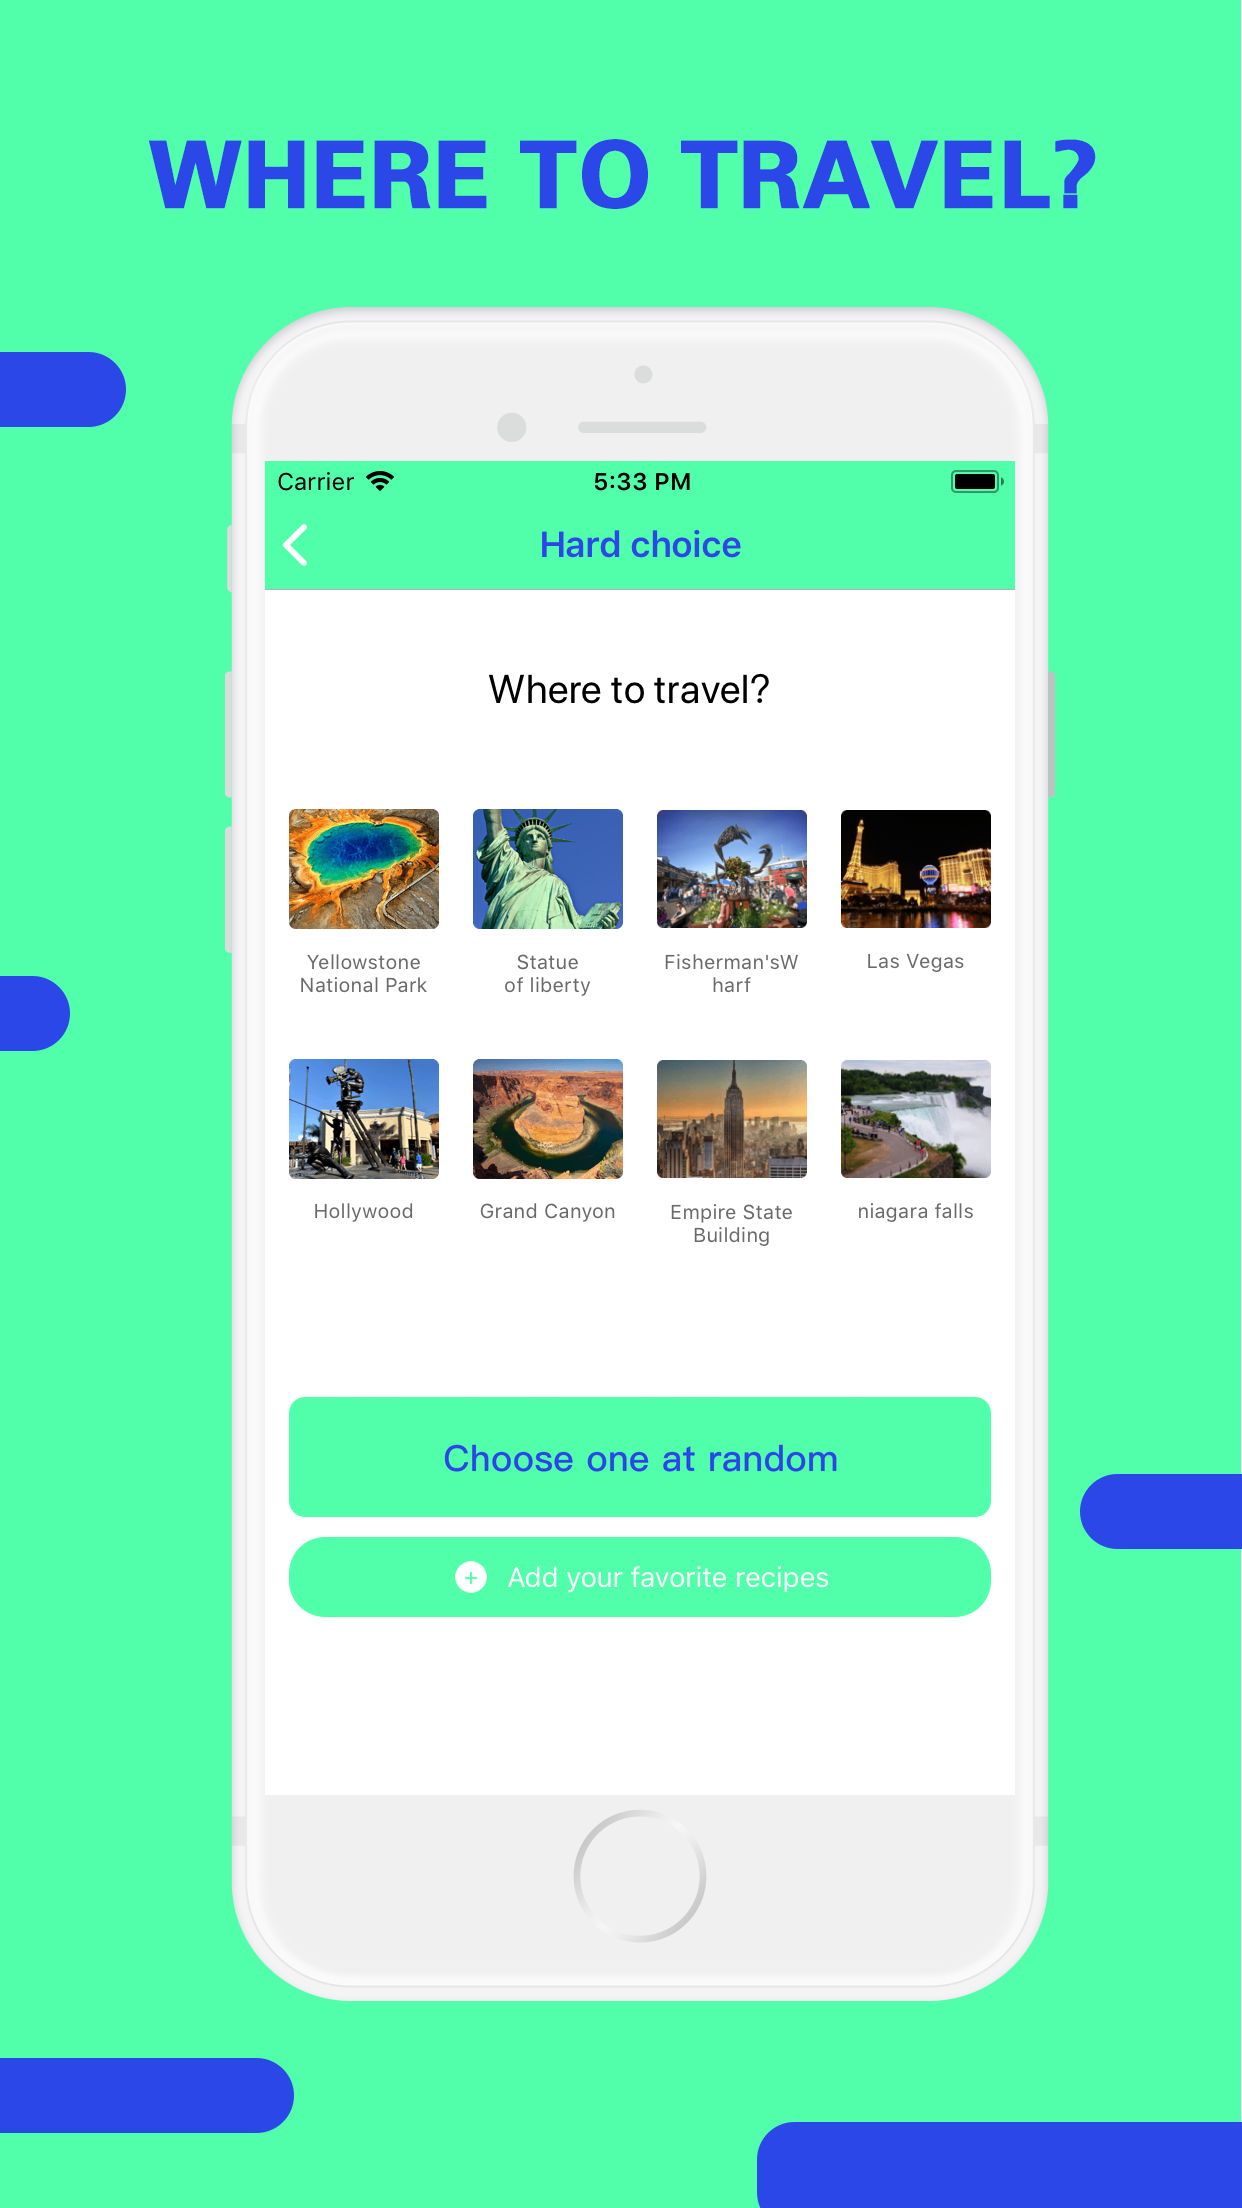 WHERE TO TRAVEL?
Carrier 5:33 PM
Hard choice
Where to travel?
Yellowstone
National Park
Statue
of liberty
Fisherman'sW
harf
Las Vegas
Hollywood
Grand Canyon
Empire State
Building
niagara falls
Choose one at random
Add your favorite recipes